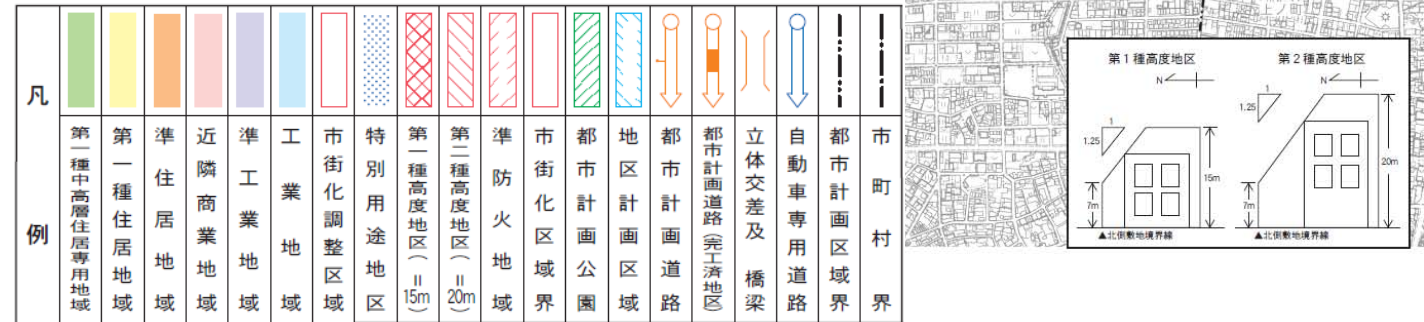 凡例
第一種中高層住居専用地域
第一種住居地域
準住居地域
近隣商業地域
準工業地域
工業地域
市街化調整区域
特別用途地区
第一種高度地区(=15m)
第二種高度地区(=20m)
準防火地域
市街化区域界
都市計画公園
地区計画区域
都市計画道路
都市計画道路(完工済地区)
立体交差及 橋梁
自動車専用道路
都市計画区域界
市町村界
第1種高度地区
N
1
1.25
7m
15m
▲北側敷地境界線
第2種高度地区
N
1
1.25
7m
20m
▲北側敷地境界線